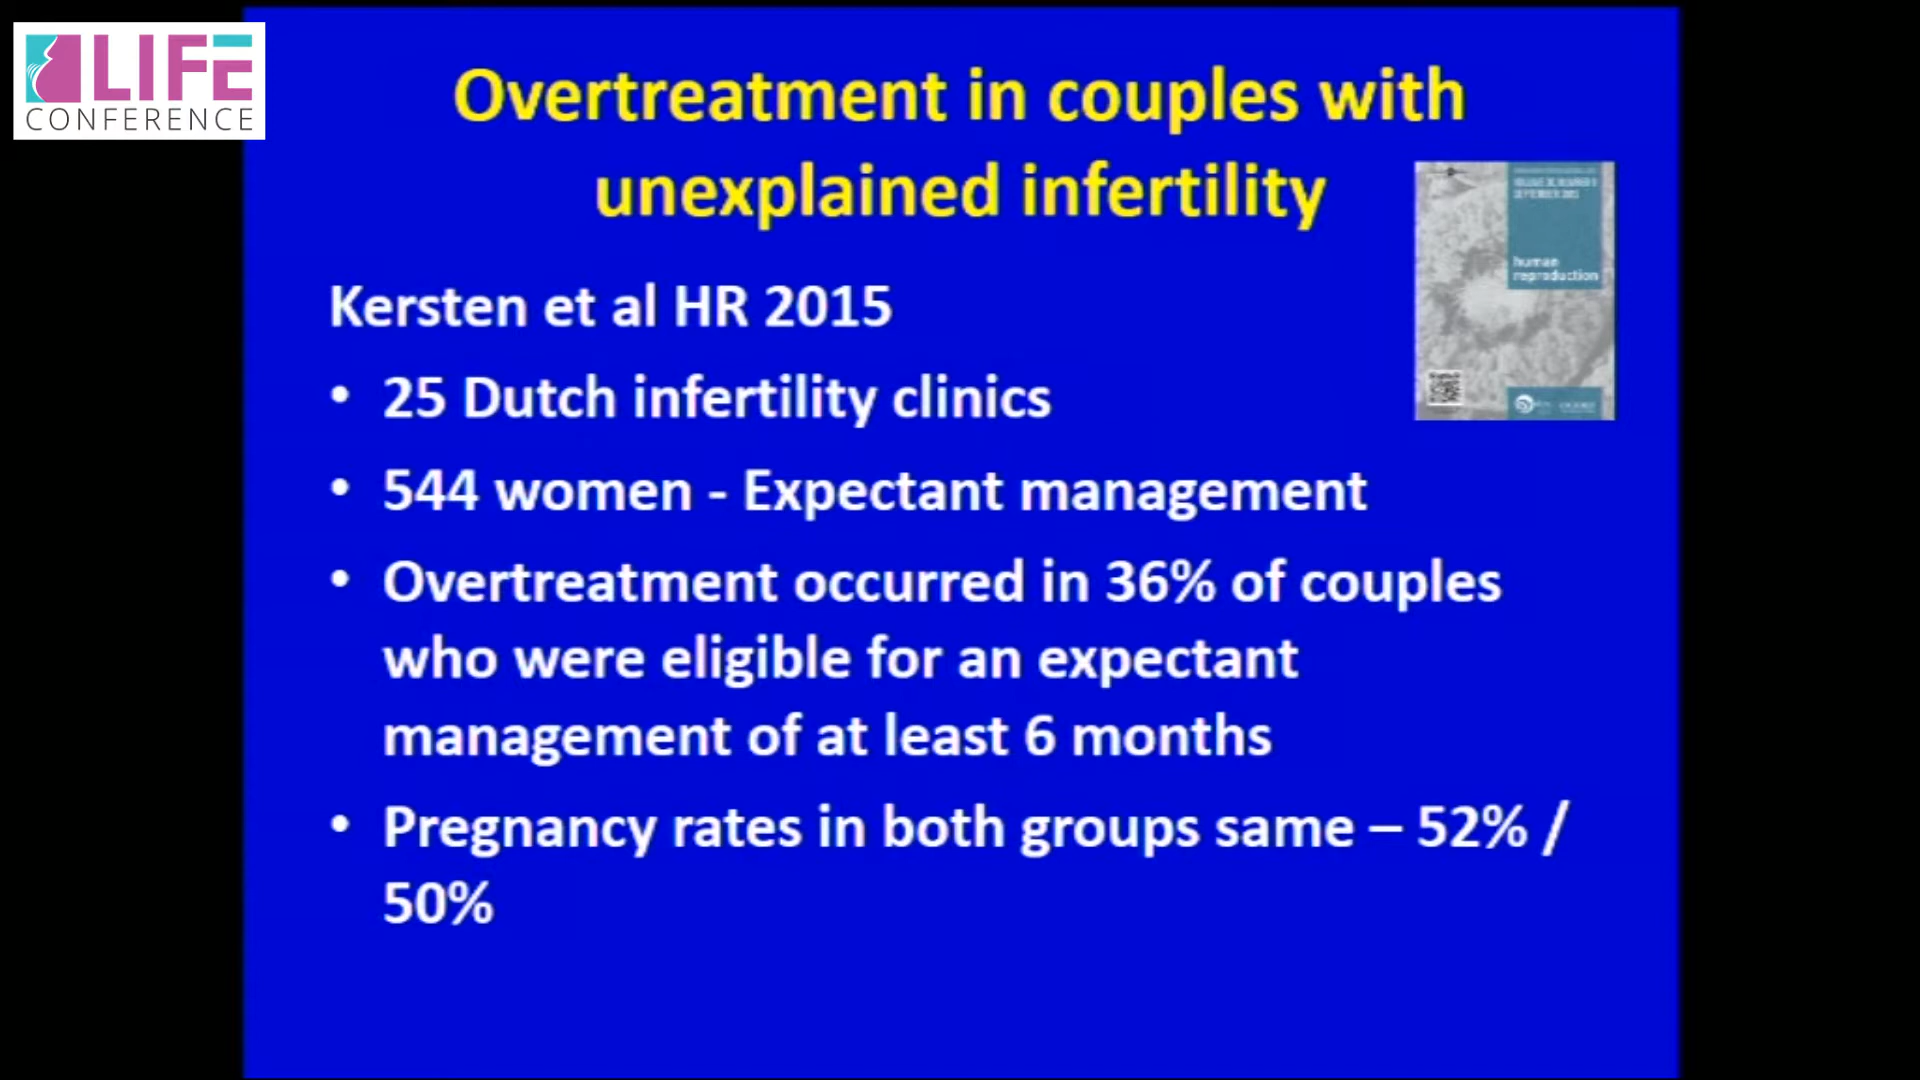 LIFE
CONFERENCE
Overtreatment in couples with
unexplained infertility
human
reproduction
Kersten et al HR 2015
• 25 Dutch infertility clinics
• 544 women - Expectant management
• Overtreatment occurred in 36% of couples
who were eligible for an expectant
management of at least 6 months
• Pregnancy rates in both groups same – 52% /
50%